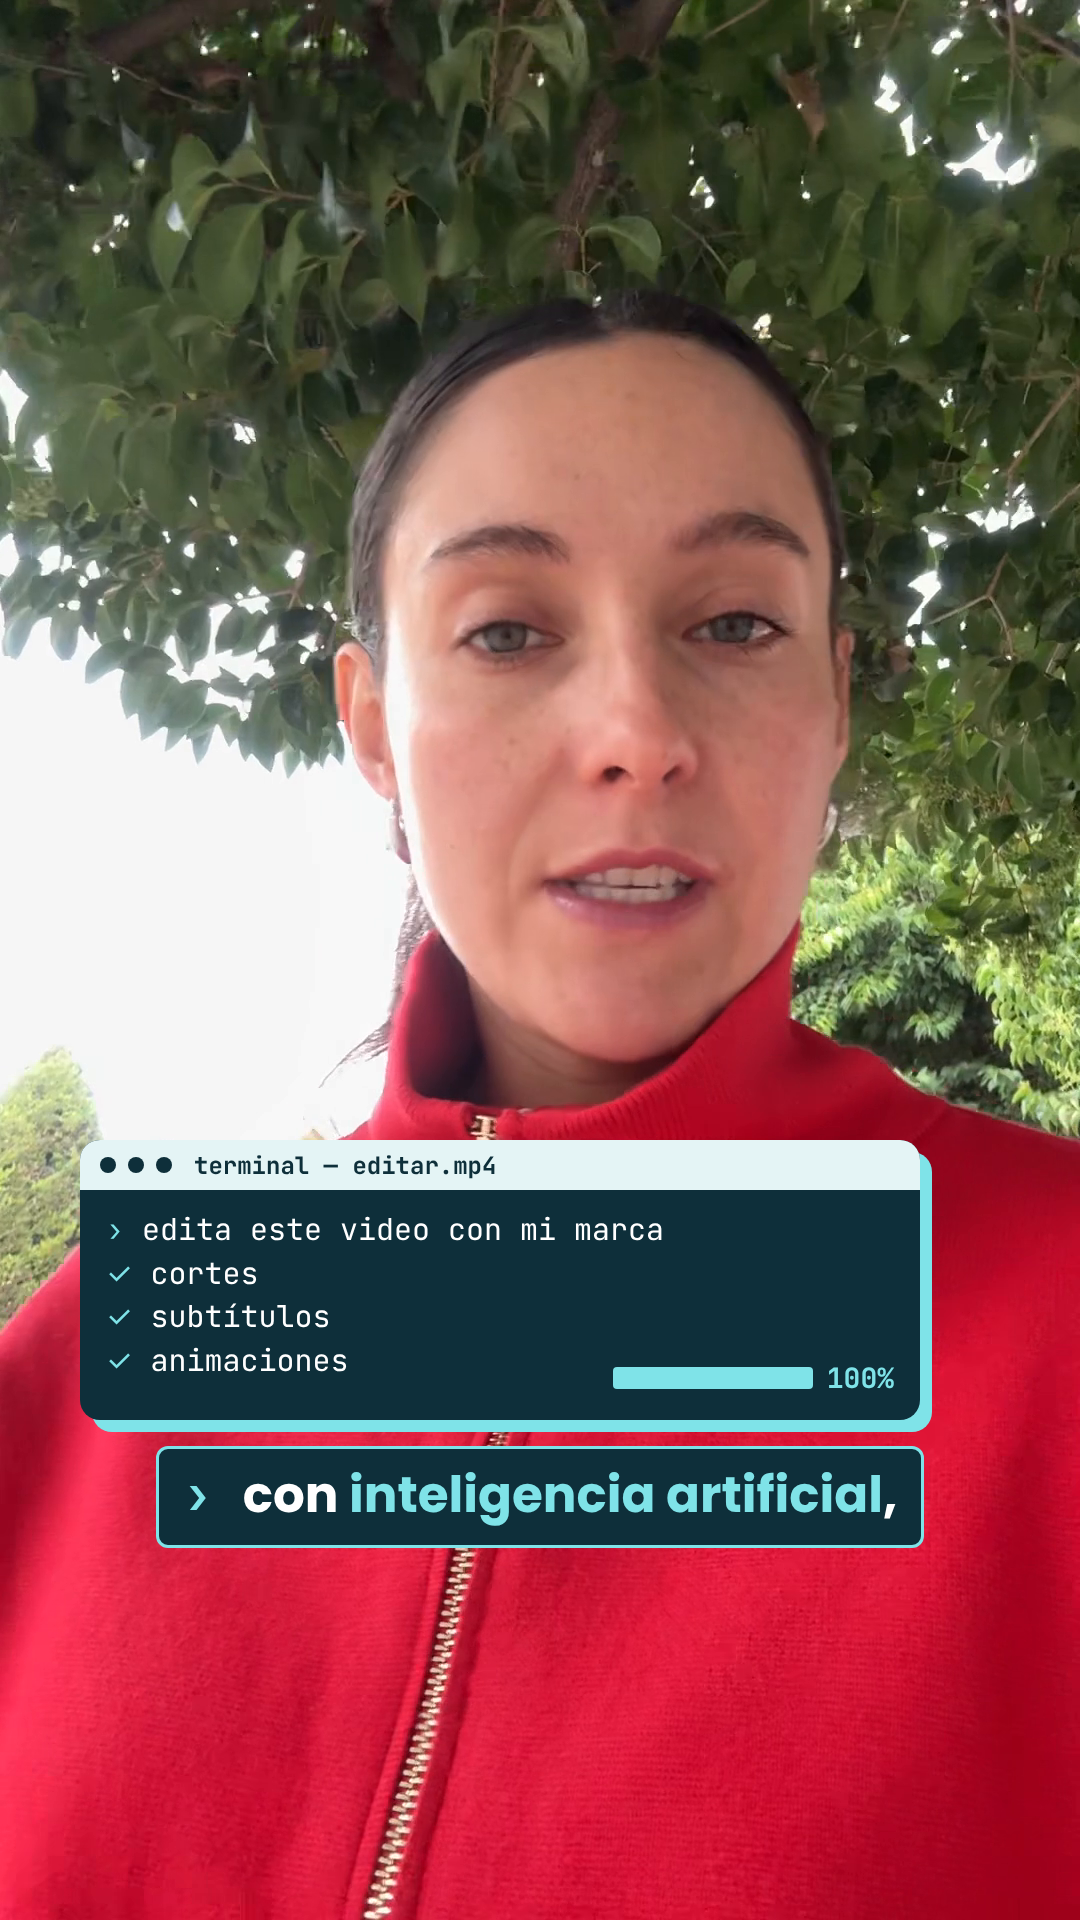 terminal — editar.mp4
› edita este video con mi marca
✓ cortes
✓ subtítulos
✓ animaciones
100%
› con inteligencia artificial,